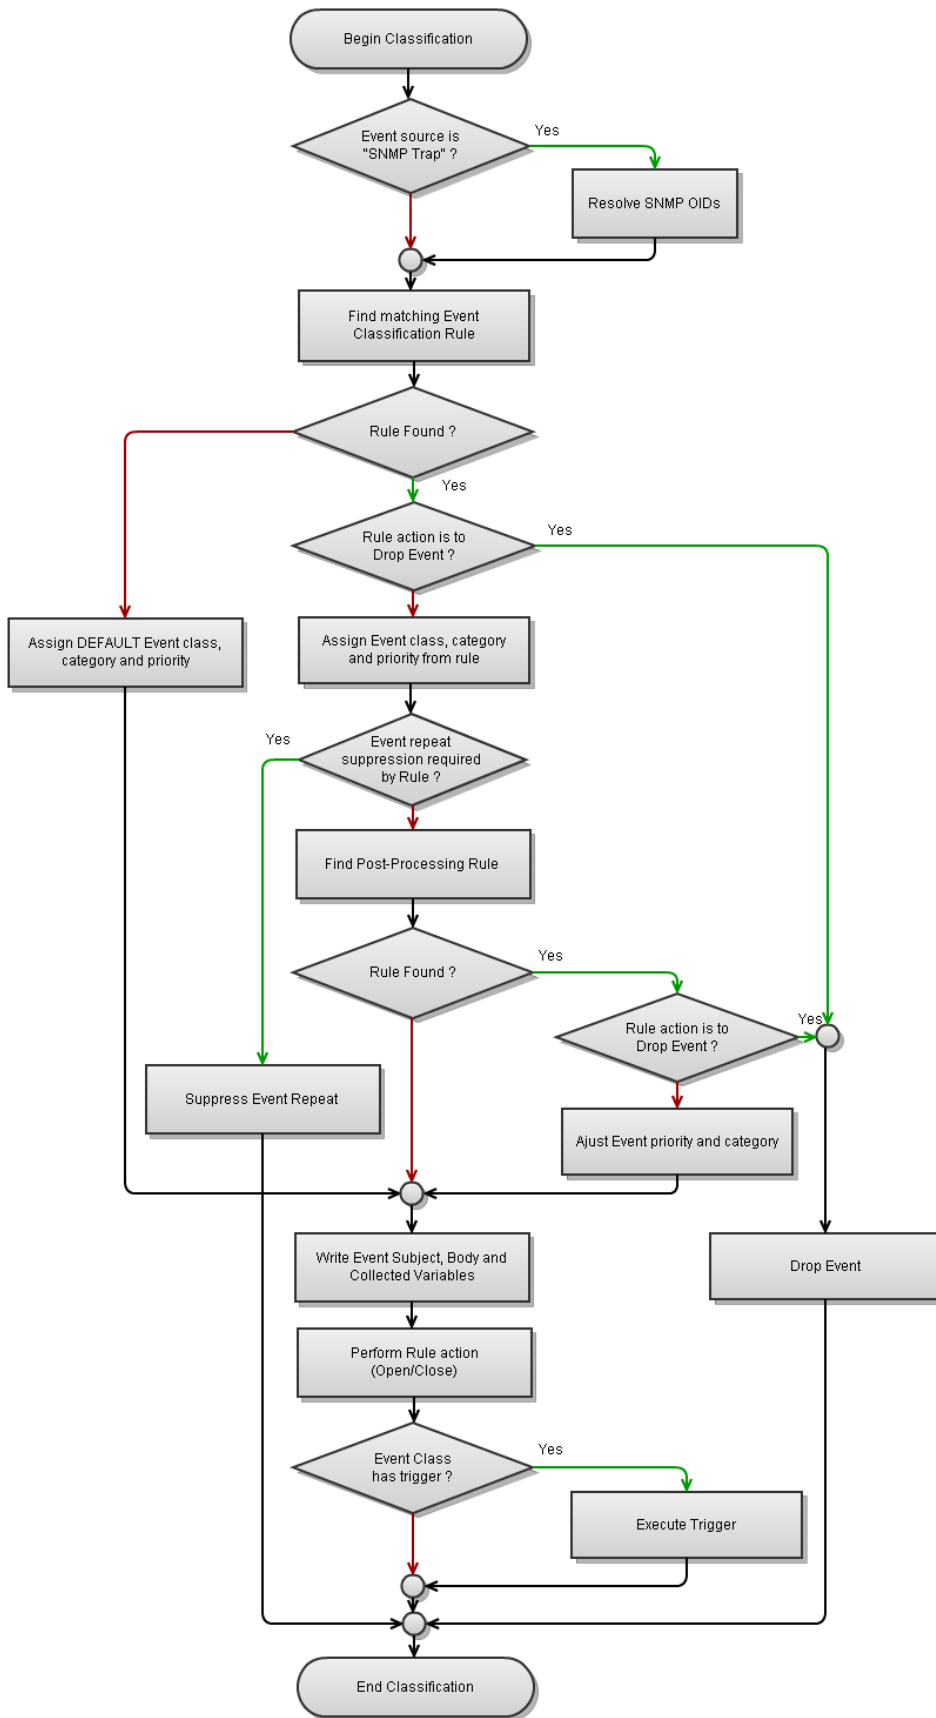 Begin Classification
Event source is
"SNMP Trap" ?
Yes
Resolve SNMP OIDs
Find matching Event
Classification Rule
Rule Found ?
Yes
Rule action is to
Drop Event ?
Yes
Assign DEFAULT Event class,
category and priority
Assign Event class, category
and priority from rule
Yes
Event repeat
suppression required
by Rule ?
Find Post-Processing Rule
Rule Found ?
Yes
Rule action is to
Drop Event ?
Yes
Suppress Event Repeat
Ajust Event priority and category
Write Event Subject, Body and
Collected Variables
Drop Event
Perform Rule action
(Open/Close)
Event Class
has trigger ?
Yes
Execute Trigger
End Classification